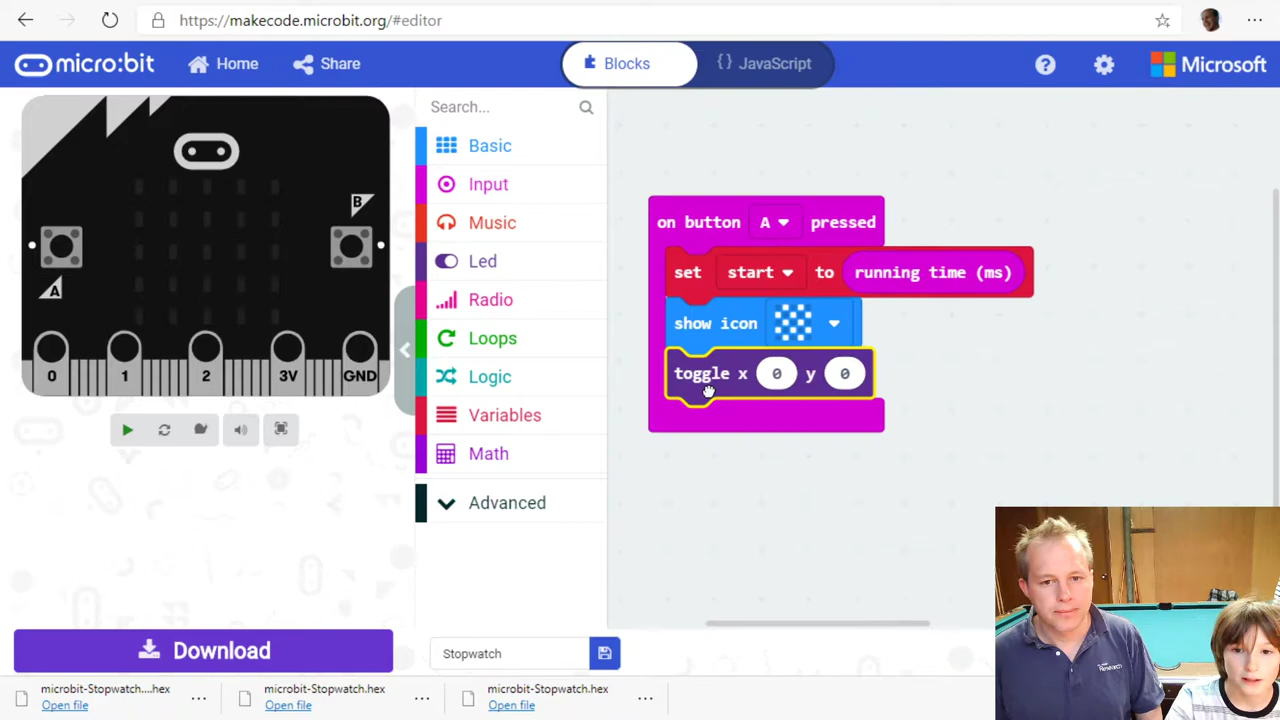 https://makecode.microbit.org/#editor
micro:bit
Home
Share
Blocks
{} JavaScript
?
Microsoft
Search...
Basic
Input
Music
Led
Radio
Loops
Logic
Variables
Math
Advanced
B
A
0 1 2 3V GND
on button A pressed
set start to running time (ms)
show icon
toggle x 0 y 0
Download
Stopwatch
microbit-Stopwatch....hex
Open file
microbit-Stopwatch.hex
Open file
microbit-Stopwatch.hex
Open file
Research